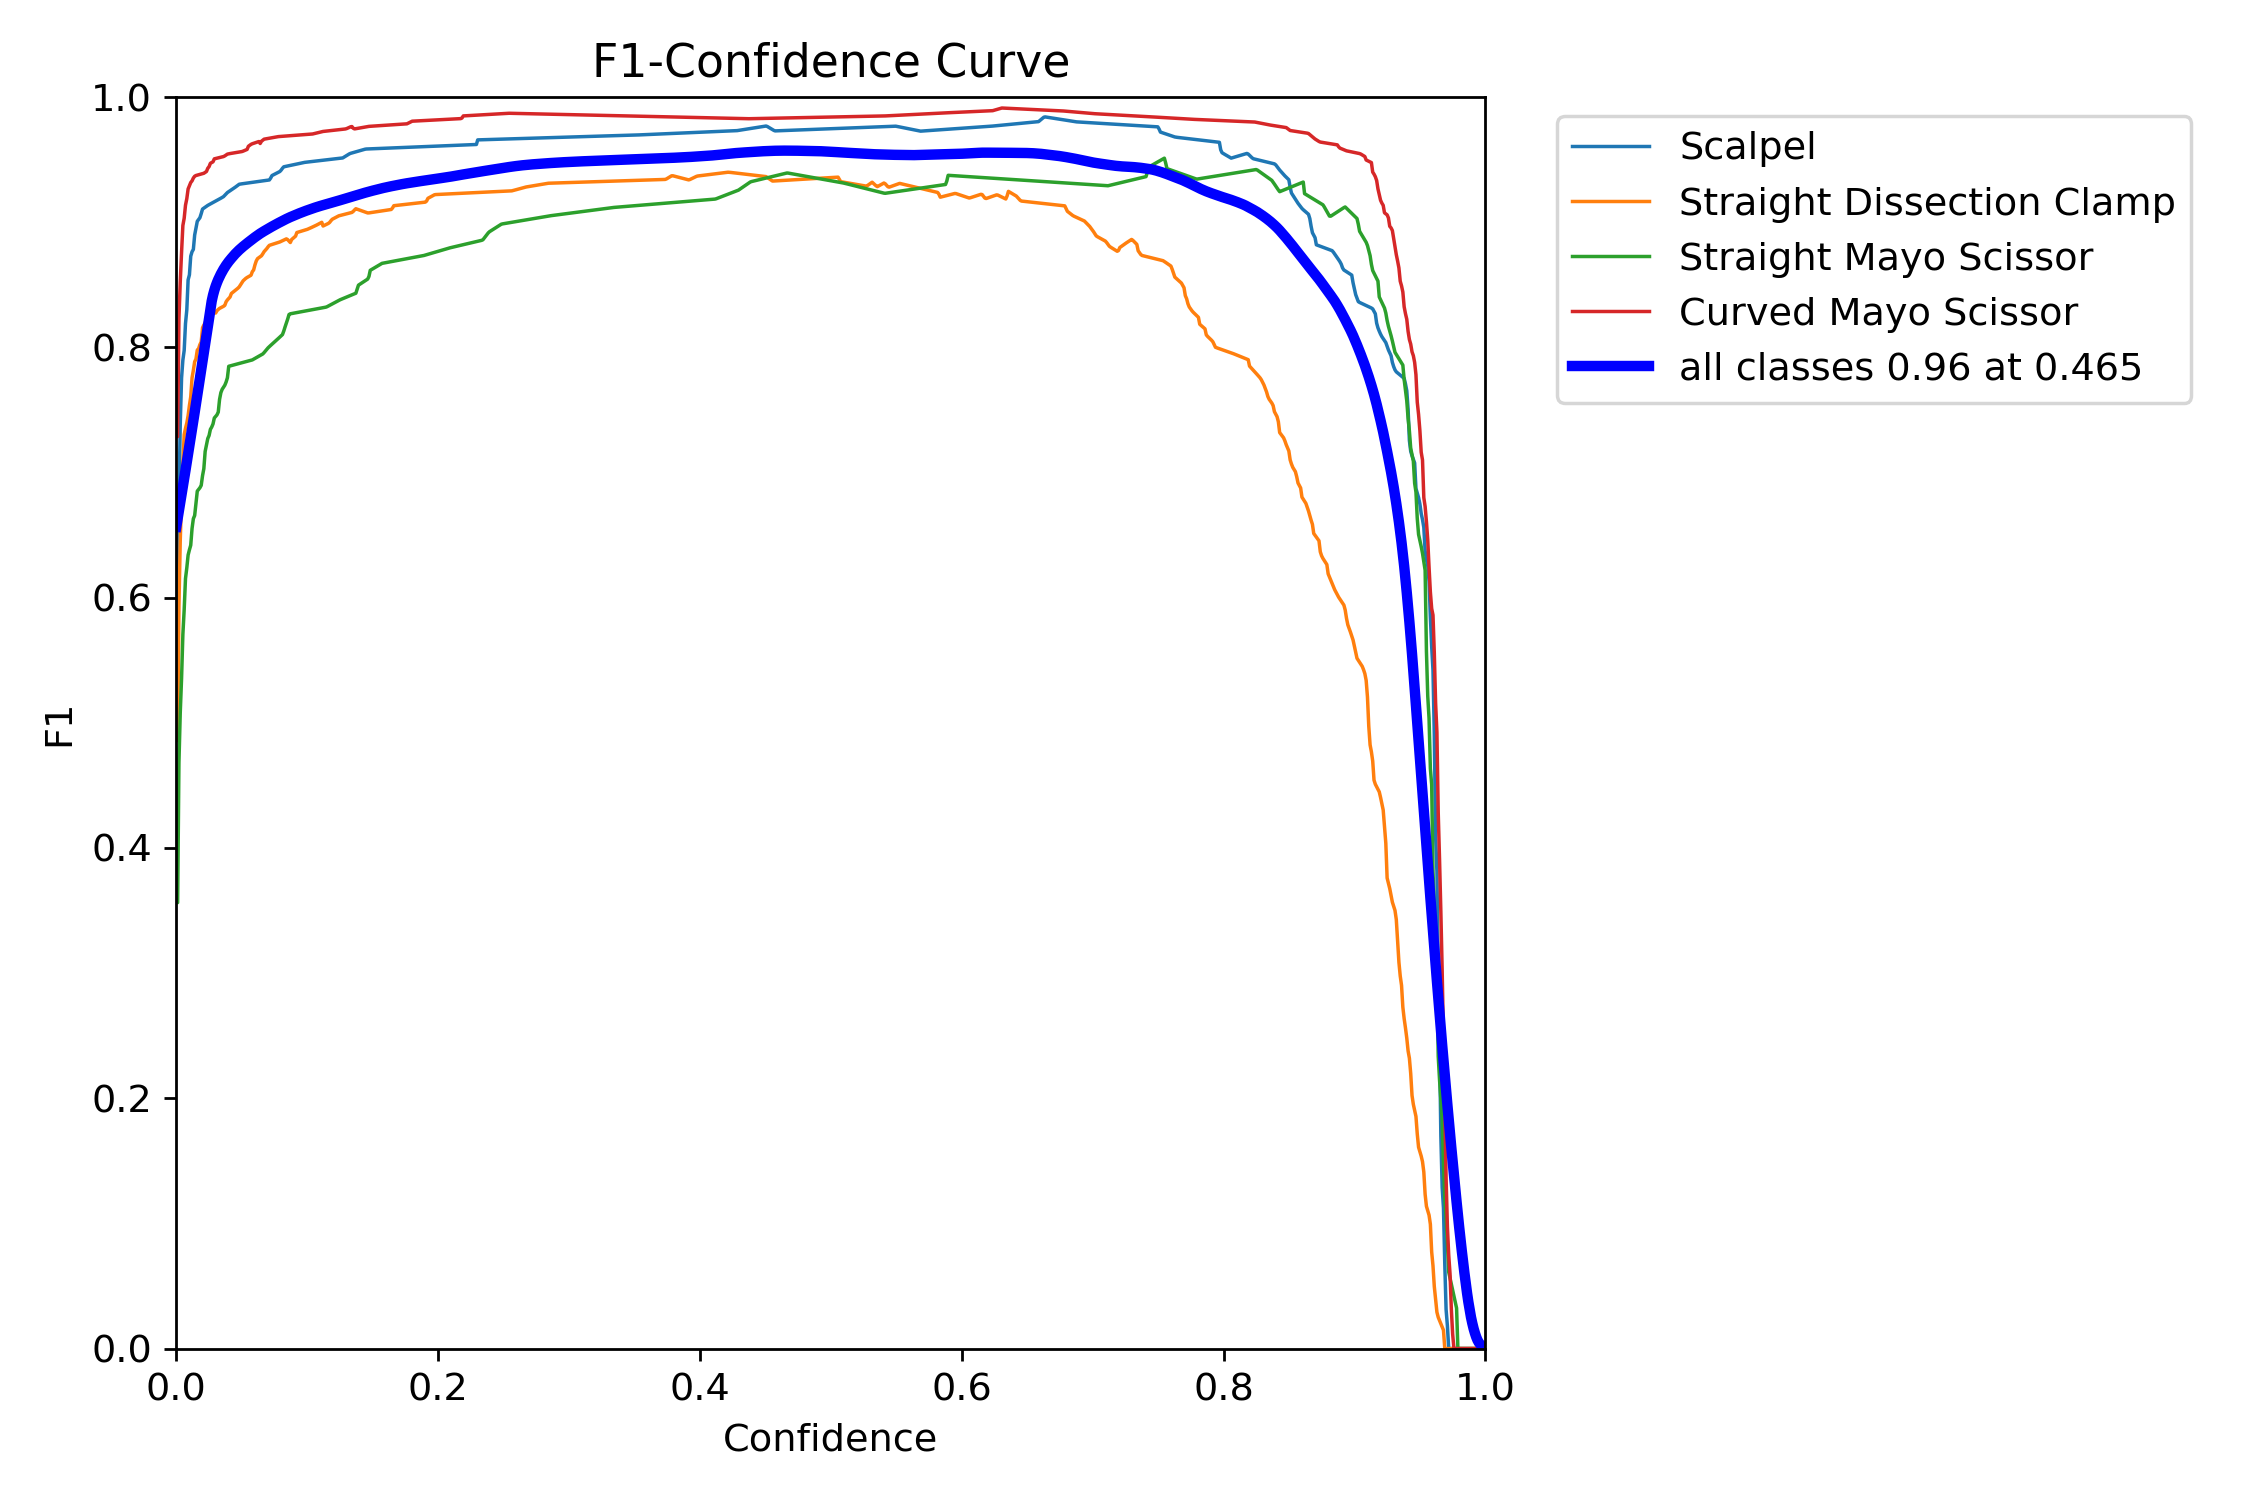 F1-Confidence Curve
1.0
0.8
0.6
0.4
0.2
0.0
F1
0.0 0.2 0.4 0.6 0.8 1.0
Confidence
Scalpel
Straight Dissection Clamp
Straight Mayo Scissor
Curved Mayo Scissor
all classes 0.96 at 0.465